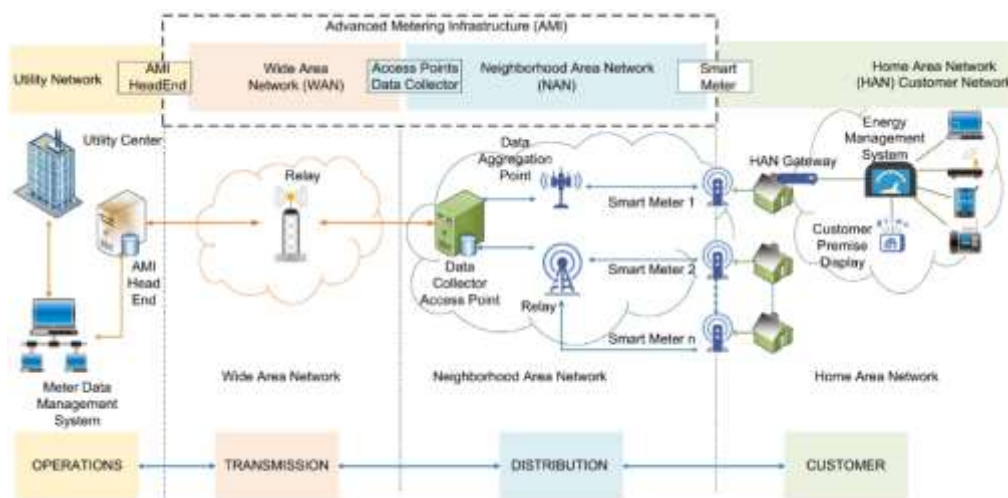 Advanced Metering Infrastructure (AMI)
Utility Network
AMI
HeadEnd
Wide Area
Network (WAN)
Access Points
Data Collector
Neighborhood Area Network
(NAN)
Smart
Meter
Home Area Network
(HAN) Customer Network
Utility Center
Relay
Data
Aggregation
Point
Smart Meter 1
HAN Gateway
Energy
Management
System
Customer
Premise
Display
AMI
Head
End
Data
Collector
Access Point
Relay
Smart Meter 2
Smart Meter n
Meter Data
Management
System
Wide Area Network
Neighborhood Area Network
Home Area Network
OPERATIONS
TRANSMISSION
DISTRIBUTION
CUSTOMER